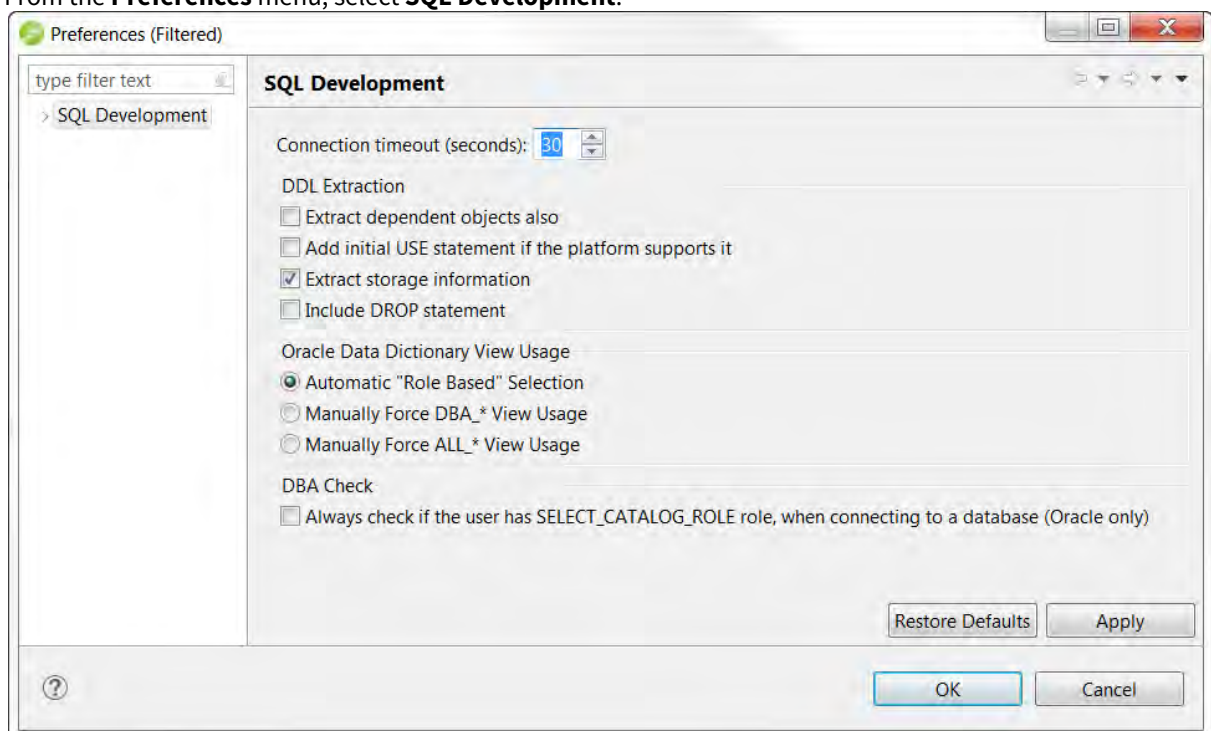 From the Preferences menu, select SQL Development.
Preferences (Filtered)
type filter text
SQL Development
SQL Development
Connection timeout (seconds): 30
DDL Extraction
Extract dependent objects also
Add initial USE statement if the platform supports it
Extract storage information
Include DROP statement
Oracle Data Dictionary View Usage
Automatic "Role Based" Selection
Manually Force DBA_* View Usage
Manually Force ALL_* View Usage
DBA Check
Always check if the user has SELECT_CATALOG_ROLE role, when connecting to a database (Oracle only)
Restore Defaults
Apply
OK
Cancel